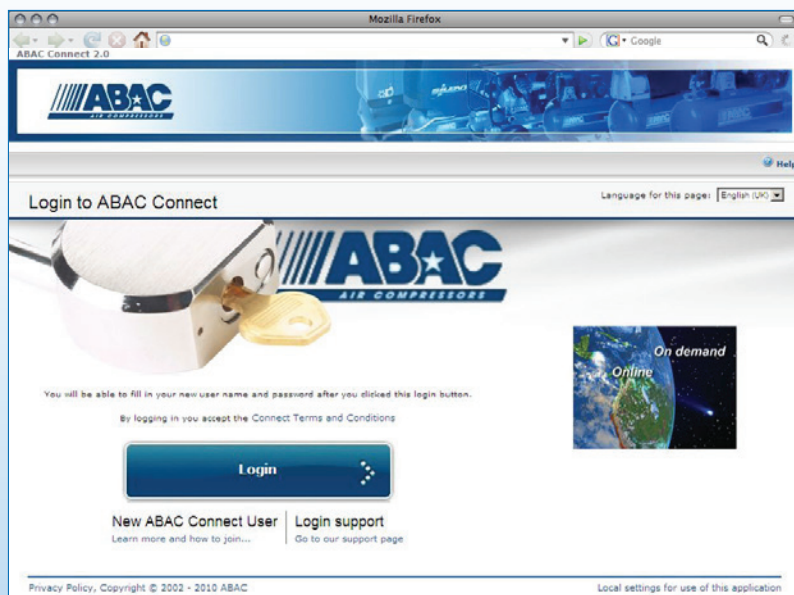 Mozilla Firefox
Google
ABAC Connect 2.0
ABAC
AIR COMPRESSORS
Help
Login to ABAC Connect
Language for this page: English (UK)
ABAC
AIR COMPRESSORS
On demand
Online
You will be able to fill in your new user name and password after you clicked this login button.
By logging in you accept the Connect Terms and Conditions
Login
New ABAC Connect User
Login support
Learn more and how to join...
Go to our support page
Privacy Policy, Copyright © 2002 - 2010 ABAC
Local settings for use of this application